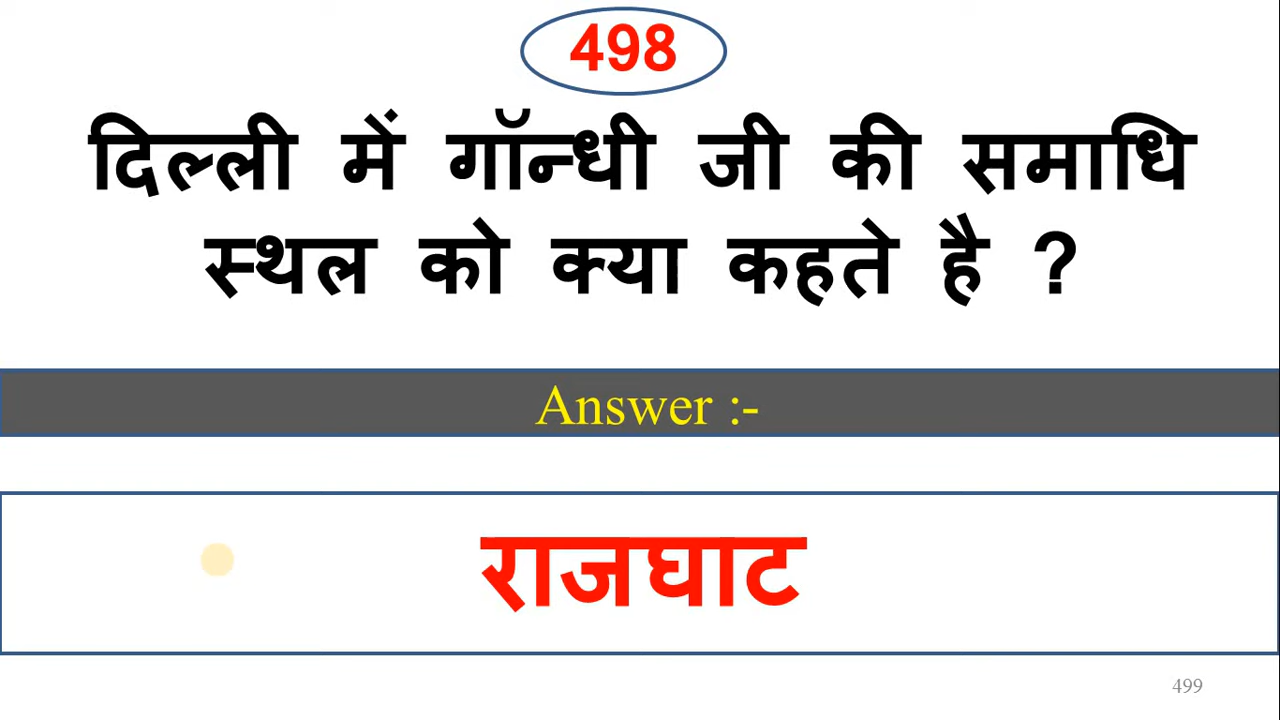 498
दिल्ली में गॉन्धी जी की समाधि
स्थल को क्या कहते है ?
Answer :-
राजघाट
499